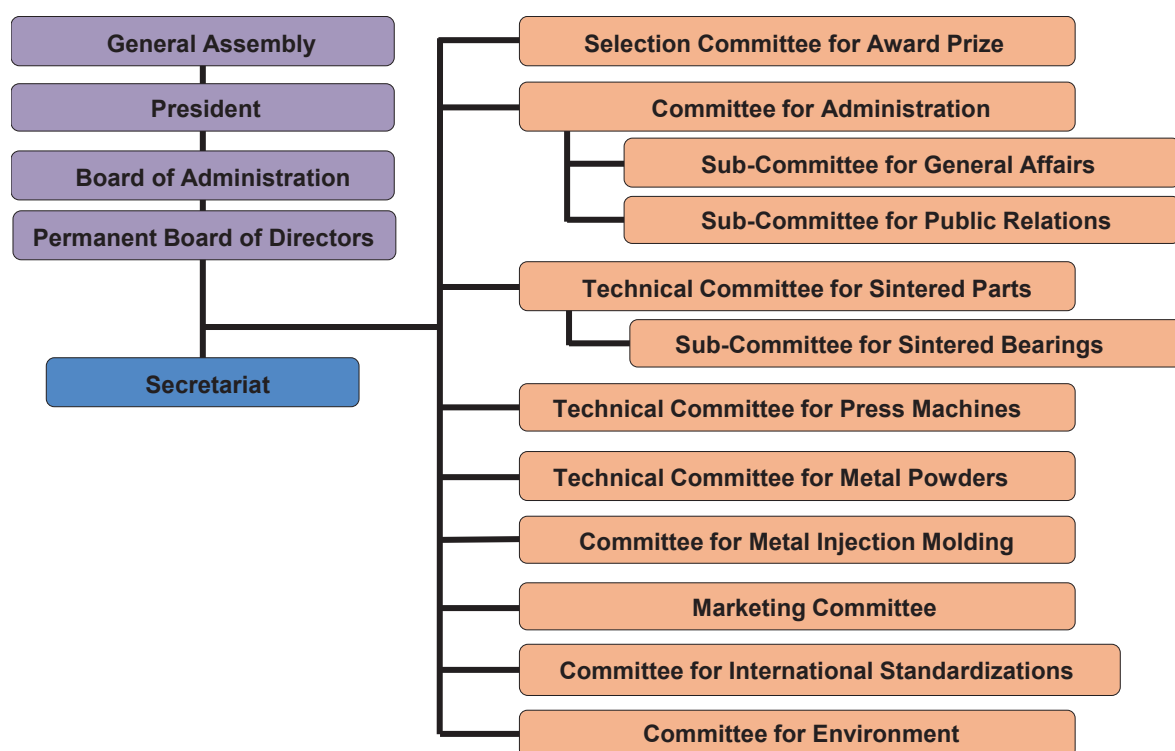 General Assembly
President
Board of Administration
Permanent Board of Directors
Secretariat
Selection Committee for Award Prize
Committee for Administration
Sub-Committee for General Affairs
Sub-Committee for Public Relations
Technical Committee for Sintered Parts
Sub-Committee for Sintered Bearings
Technical Committee for Press Machines
Technical Committee for Metal Powders
Committee for Metal Injection Molding
Marketing Committee
Committee for International Standardizations
Committee for Environment